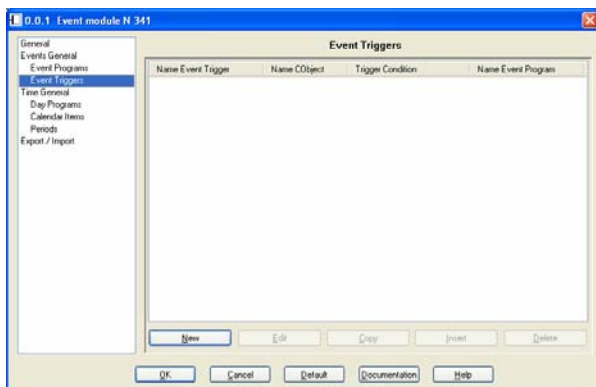 0.0.1 Event module N 341
General
Events General
Event Programs
Event Triggers
Time General
Day Programs
Calendar Items
Periods
Export / Import
Event Triggers
Name Event Trigger Name CObject Trigger Condition Name Event Program
New Edit Copy Insert Delete
OK Cancel Default Documentation Help